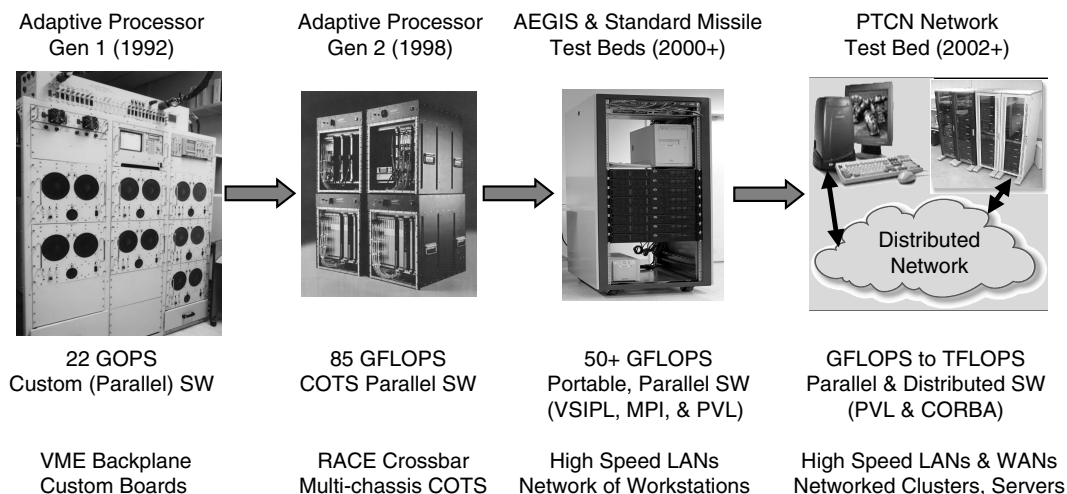 Adaptive Processor
Gen 1 (1992)
Adaptive Processor
Gen 2 (1998)
AEGIS & Standard Missile
Test Beds (2000+)
PTCN Network
Test Bed (2002+)
Distributed
Network
22 GOPS
Custom (Parallel) SW
85 GFLOPS
COTS Parallel SW
50+ GFLOPS
Portable, Parallel SW
(VSIPL, MPI, & PVL)
GFLOPS to TFLOPS
Parallel & Distributed SW
(PVL & CORBA)
VME Backplane
Custom Boards
RACE Crossbar
Multi-chassis COTS
High Speed LANs
Network of Workstations
High Speed LANs & WANs
Networked Clusters, Servers